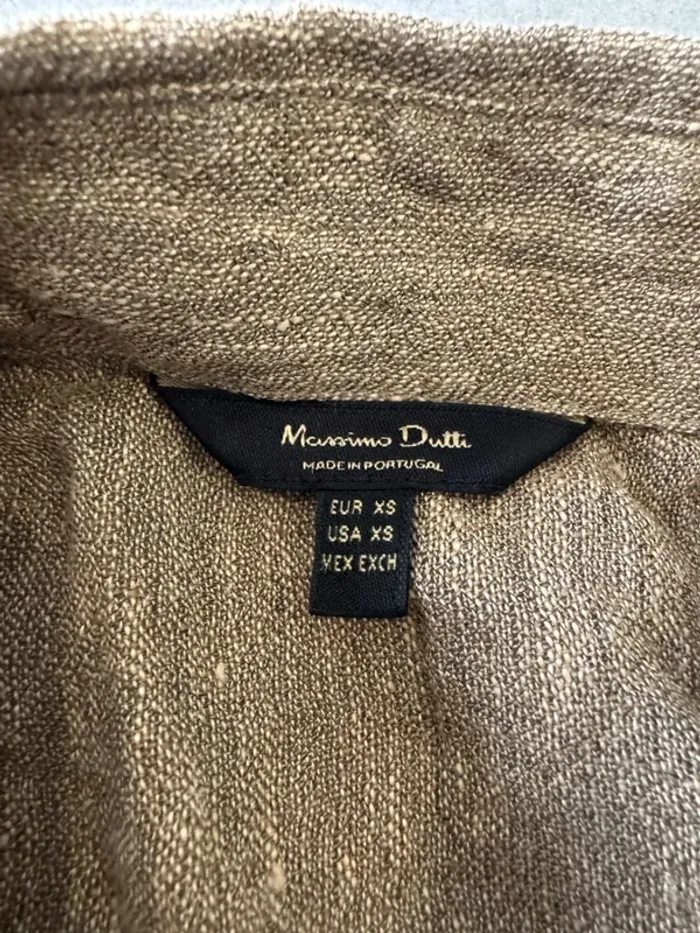 Massimo Dutti
MADE IN PORTUGAL
EUR XS
USA XS
MEX EXCH